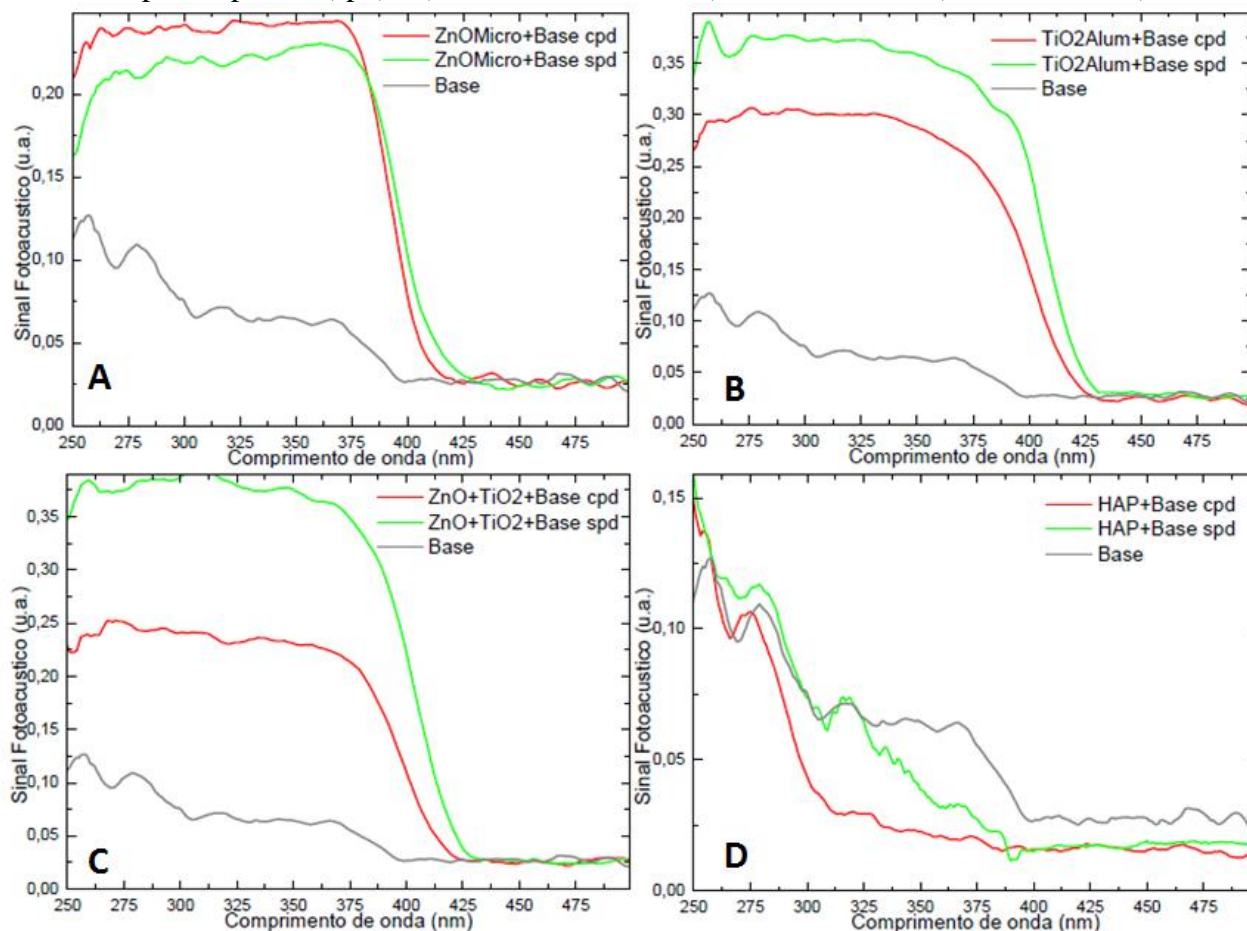 ZnOMicro+Base cpd
ZnOMicro+Base spd
Base
Sinal Fotoacustico (u.a.)
0,20
0,15
0,10
0,05
0,00
A
250 275 300 325 350 375 400 425 450 475
Comprimento de onda (nm)
TiO2Alum+Base cpd
TiO2Alum+Base spd
Base
Sinal Fotoacustico (u.a.)
0,35
0,30
0,25
0,20
0,15
0,10
0,05
0,00
B
250 275 300 325 350 375 400 425 450 475
Comprimento de onda (nm)
ZnO+TiO2+Base cpd
ZnO+TiO2+Base spd
Base
Sinal Fotoacustico (u.a.)
0,35
0,30
0,25
0,20
0,15
0,10
0,05
0,00
C
250 275 300 325 350 375 400 425 450 475
Comprimento de onda (nm)
HAP+Base cpd
HAP+Base spd
Base
Sinal Fotoacustico (u.a.)
0,15
0,10
0,05
0,00
D
250 275 300 325 350 375 400 425 450 475
Comprimento de onda (nm)